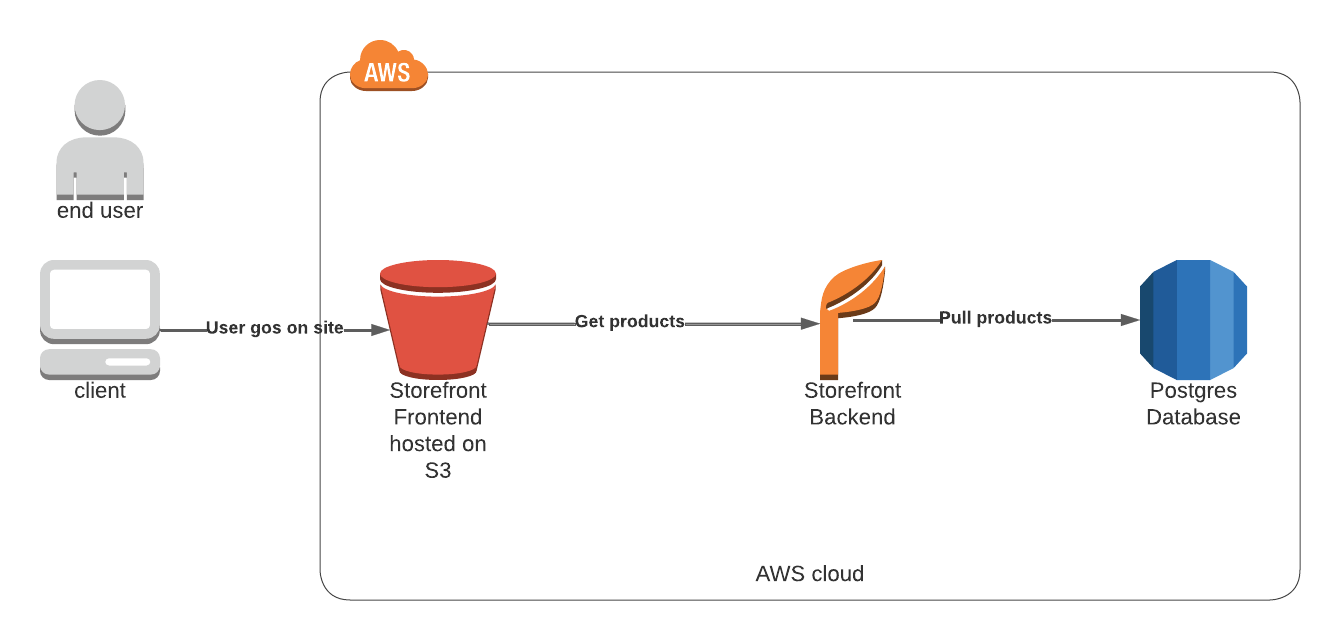 AWS
end user
client
User gos on site
Get products
Pull products
Storefront
Frontend
hosted on
S3
Storefront
Backend
Postgres
Database
AWS cloud